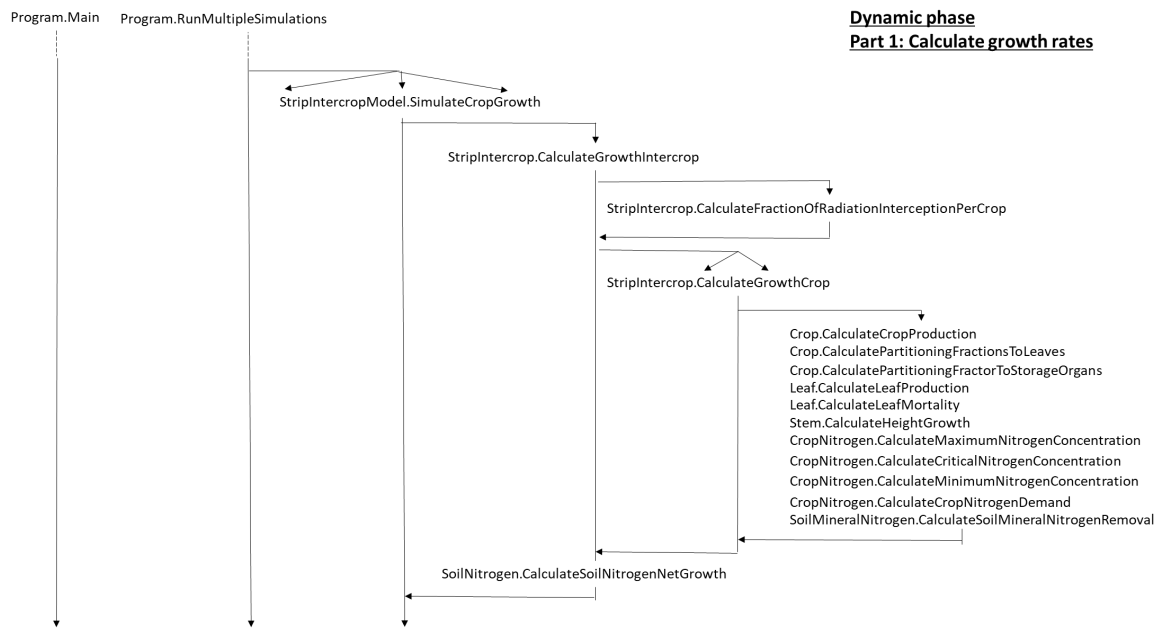 Program.Main
Program.RunMultipleSimulations
Dynamic phase
Part 1: Calculate growth rates
StripIntercropModel.SimulateCropGrowth
StripIntercrop.CalculateGrowthIntercrop
StripIntercrop.CalculateFractionOfRadiationInterceptionPerCrop
StripIntercrop.CalculateGrowthCrop
Crop.CalculateCropProduction
Crop.CalculatePartitioningFractionsToLeaves
Crop.CalculatePartitioningFractorToStorageOrgans
Leaf.CalculateLeafProduction
Leaf.CalculateLeafMortality
Stem.CalculateHeightGrowth
CropNitrogen.CalculateMaximumNitrogenConcentration
CropNitrogen.CalculateCriticalNitrogenConcentration
CropNitrogen.CalculateMinimumNitrogenConcentration
CropNitrogen.CalculateCropNitrogenDemand
SoilMineralNitrogen.CalculateSoilMineralNitrogenRemoval
SoilNitrogen.CalculateSoilNitrogenNetGrowth